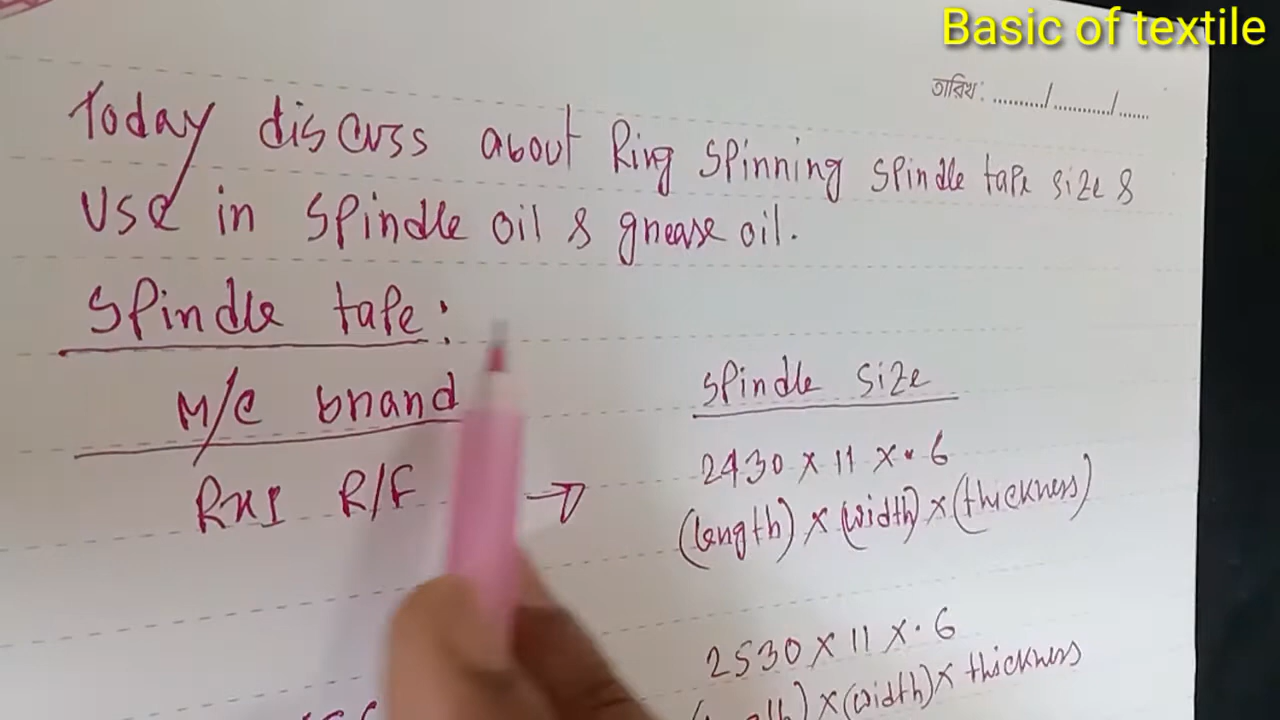 Basic of textile
তারিখ: ........../.........../......
Today discuss about Ring Spinning spindle tape size &
Use in Spindle oil & grease oil.
Spindle tape:
M/C brand
Spindle size
2430 x 11 x .6
RXI R/F →
(length) x (width) x (thickness)
2530 x 11 x .6
x (width) x thickness